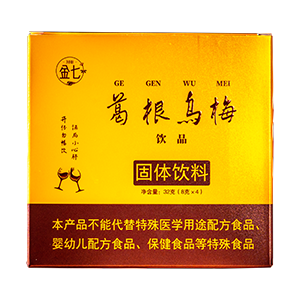 金七
GE GEN WU MEI
葛根乌梅
饮品
固体饮料
净含量：32克（8克×4）
本产品不能代替特殊医学用途配方食品、
婴幼儿配方食品、保健食品等特殊食品